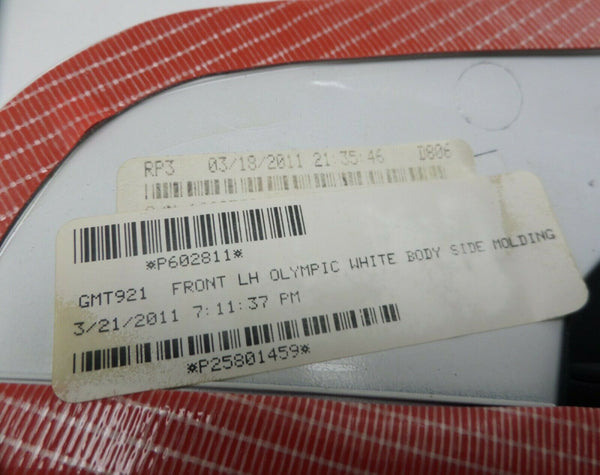 RP3 03/18/2011 21:35:46 D806
*P602811*
GMT921 FRONT LH OLYMPIC WHITE BODY SIDE MOLDING
3/21/2011 7:11:37 PM
*P25801459*